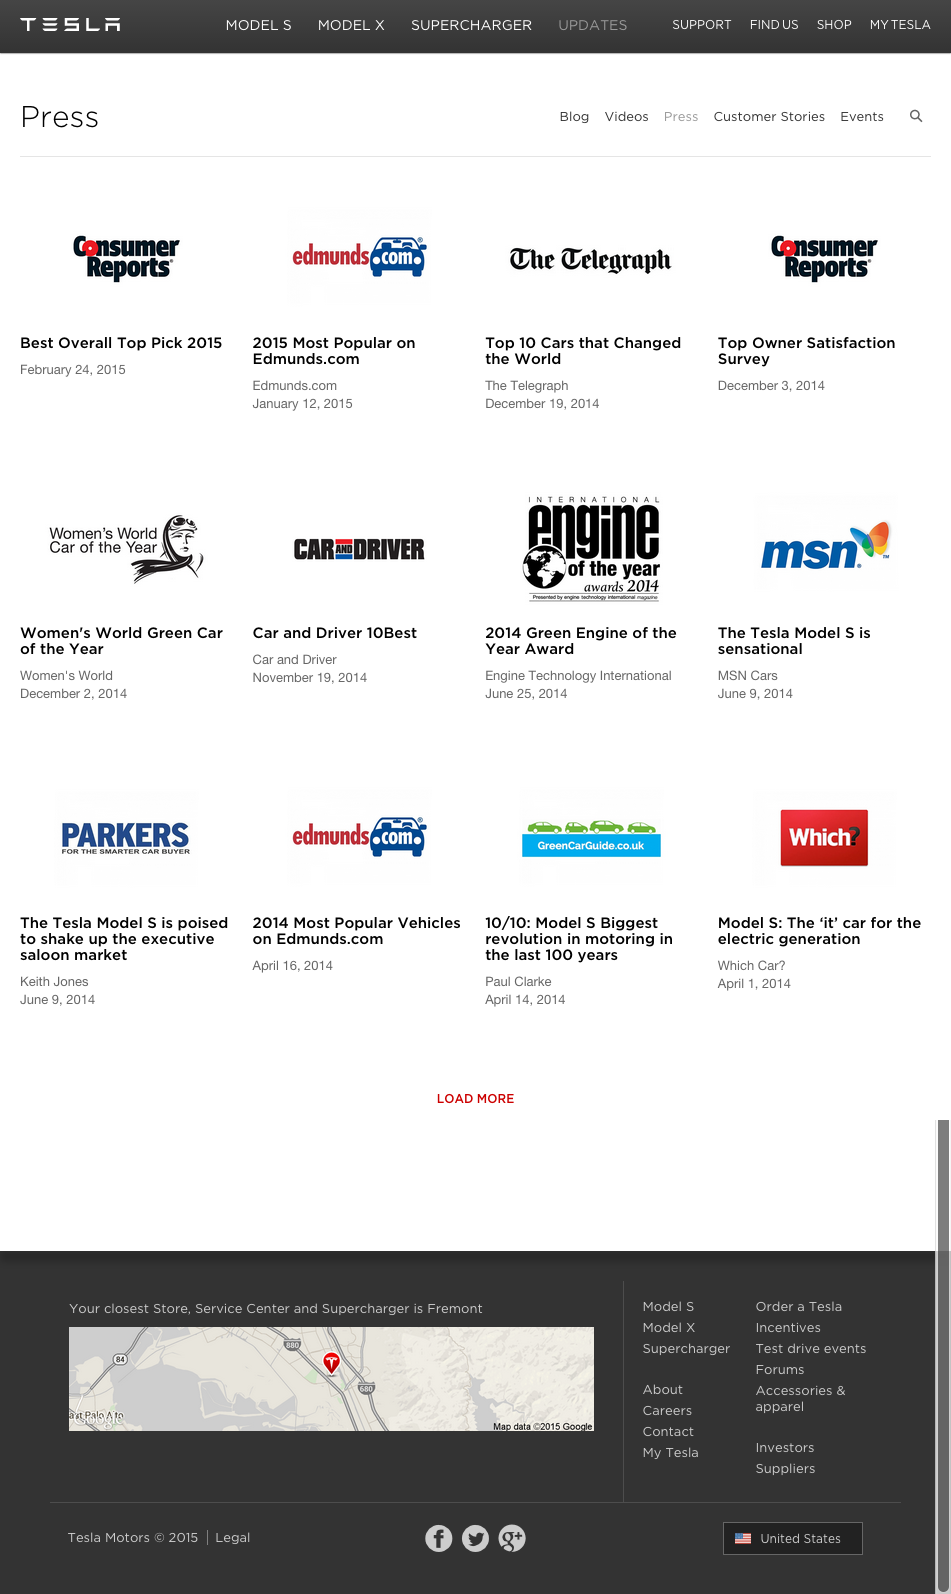 TESLA
MODEL S MODEL X SUPERCHARGER UPDATES SUPPORT FIND US SHOP MY TESLA
Press
Blog Videos Press Customer Stories Events
Consumer
Reports
edmunds.com
The Telegraph
Consumer
Reports
Best Overall Top Pick 2015
February 24, 2015
2015 Most Popular on
Edmunds.com
Edmunds.com
January 12, 2015
Top 10 Cars that Changed
the World
The Telegraph
December 19, 2014
Top Owner Satisfaction
Survey
December 3, 2014
Women's World
Car of the Year
CAR AND DRIVER
INTERNATIONAL
engine
of the year
awards 2014
Presented by engine technology international magazine
msn
Women's World Green Car
of the Year
Women's World
December 2, 2014
Car and Driver 10Best
Car and Driver
November 19, 2014
2014 Green Engine of the
Year Award
Engine Technology International
June 25, 2014
The Tesla Model S is
sensational
MSN Cars
June 9, 2014
PARKERS
FOR THE SMARTER CAR BUYER
edmunds.com
GreenCarGuide.co.uk
Which?
The Tesla Model S is poised
to shake up the executive
saloon market
Keith Jones
June 9, 2014
2014 Most Popular Vehicles
on Edmunds.com
April 16, 2014
10/10: Model S Biggest
revolution in motoring in
the last 100 years
Paul Clarke
April 14, 2014
Model S: The ‘it’ car for the
electric generation
Which Car?
April 1, 2014
LOAD MORE
Your closest Store, Service Center and Supercharger is Fremont
84
880
680
ast Palo Alto
Google
Map data ©2015 Google
Model S
Model X
Supercharger
About
Careers
Contact
My Tesla
Order a Tesla
Incentives
Test drive events
Forums
Accessories &
apparel
Investors
Suppliers
Tesla Motors © 2015 | Legal
United States